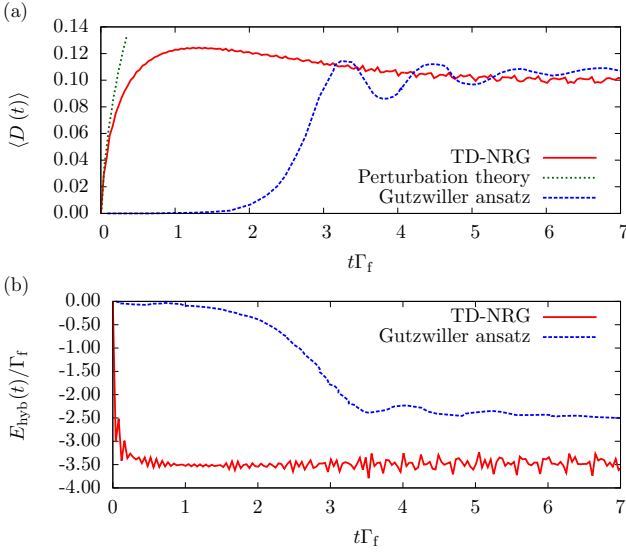 (a)
0.14
0.12
0.10
0.08
0.06
0.04
0.02
0.00
⟨D (t)⟩
TD-NRG
Perturbation theory
Gutzwiller ansatz
0 1 2 3 4 5 6 7
tΓf
(b)
0.00
-0.50
-1.00
-1.50
-2.00
-2.50
-3.00
-3.50
-4.00
Ehyb(t)/Γf
TD-NRG
Gutzwiller ansatz
0 1 2 3 4 5 6 7
tΓf